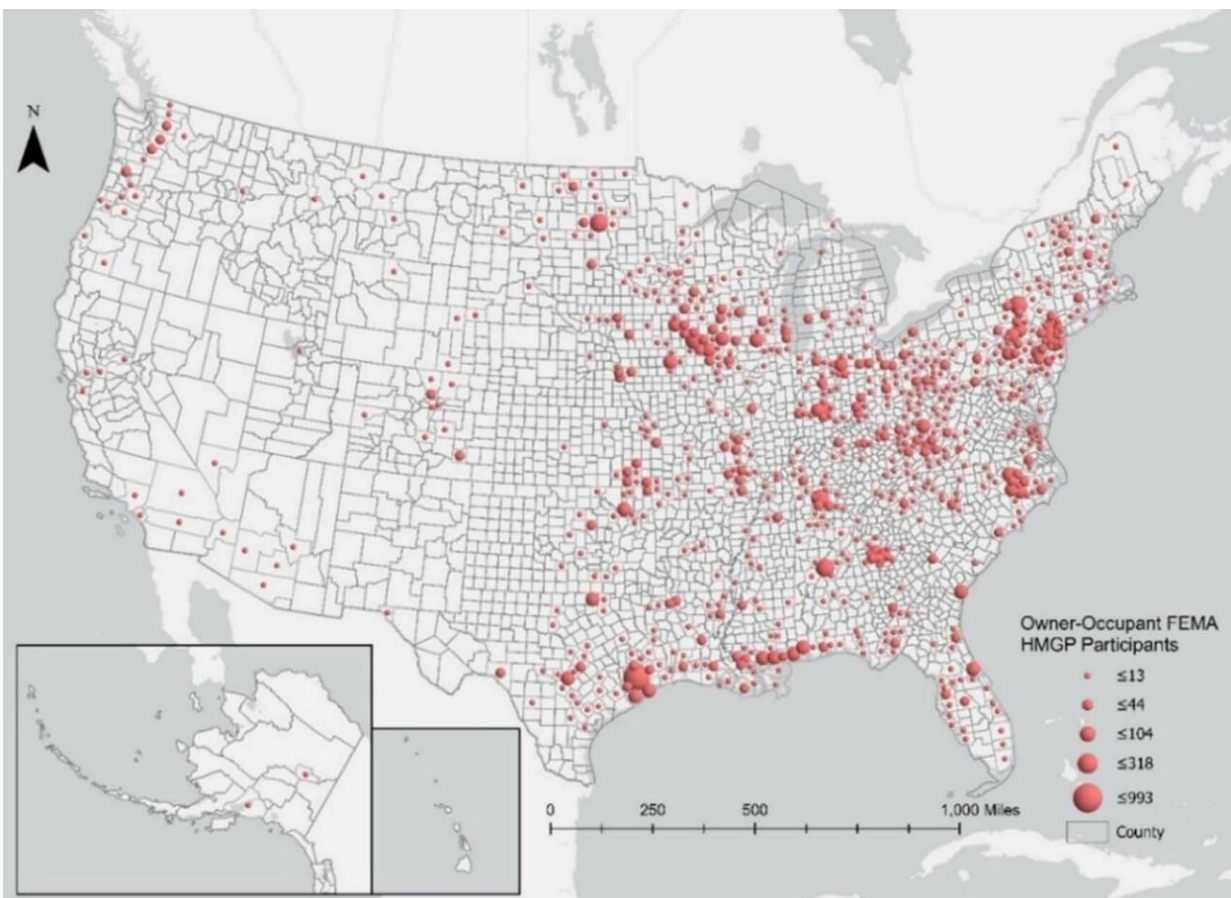 N
Owner-Occupant FEMA
HMGP Participants
≤13
≤44
≤104
≤318
≤993
County
0 250 500 1,000 Miles